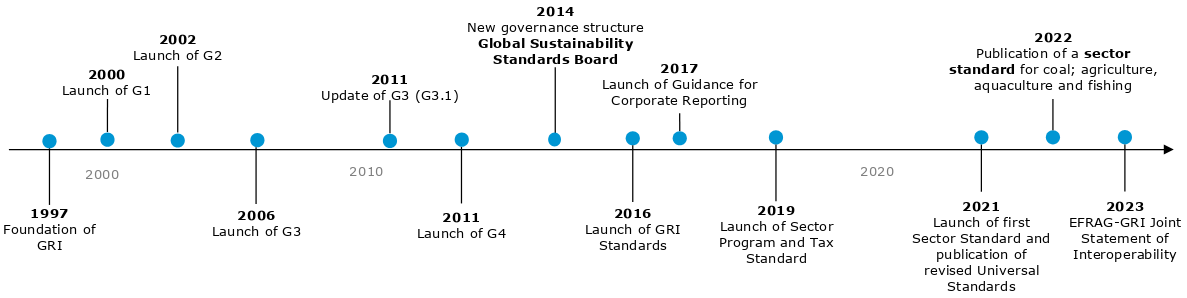 2014
New governance structure
Global Sustainability
Standards Board
2002
Launch of G2
2022
Publication of a sector
standard for coal; agriculture,
aquaculture and fishing
2000
Launch of G1
2011
Update of G3 (G3.1)
2017
Launch of Guidance for
Corporate Reporting
2000
2010
2020
1997
Foundation of
GRI
2006
Launch of G3
2011
Launch of G4
2016
Launch of GRI
Standards
2019
Launch of Sector
Program and Tax
Standard
2021
Launch of first
Sector Standard and
publication of
revised Universal
Standards
2023
EFRAG-GRI Joint
Statement of
Interoperability